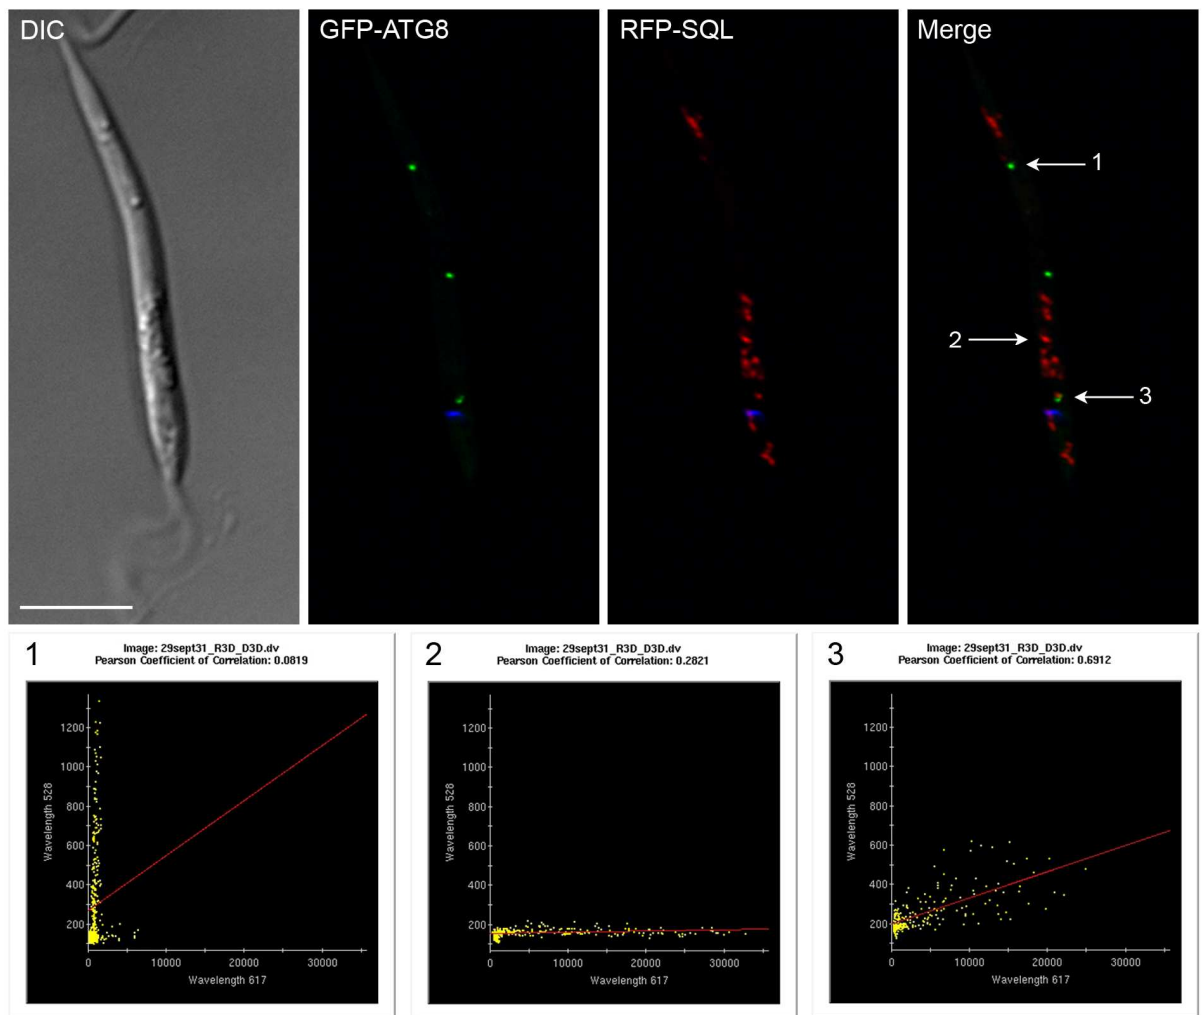 DIC
GFP-ATG8
RFP-SQL
Merge
1
2
3
1
Image: 29sept31_R3D_D3D.dv
Pearson Coefficient of Correlation: 0.0819
1200
1000
800
600
400
200
Wavelength 528
0 10000 20000 30000
Wavelength 617
2
Image: 29sept31_R3D_D3D.dv
Pearson Coefficient of Correlation: 0.2821
1200
1000
800
600
400
200
Wavelength 528
0 10000 20000 30000
Wavelength 617
3
Image: 29sept31_R3D_D3D.dv
Pearson Coefficient of Correlation: 0.6912
1200
1000
800
600
400
200
Wavelength 528
0 10000 20000 30000
Wavelength 617